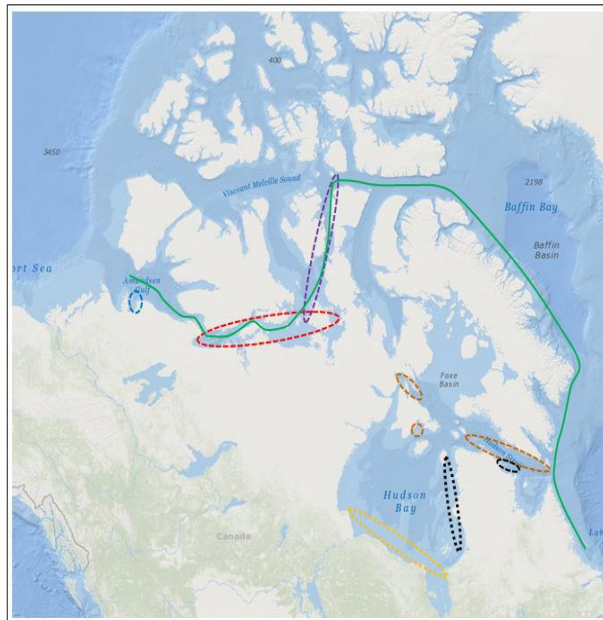 400
3450
Viscount Melville Sound
2198
Baffin Bay
Baffin
Basin
ort Sea
Amundsen
Gulf
Foxe
Basin
Hudson
Hudson
Bay
Canada